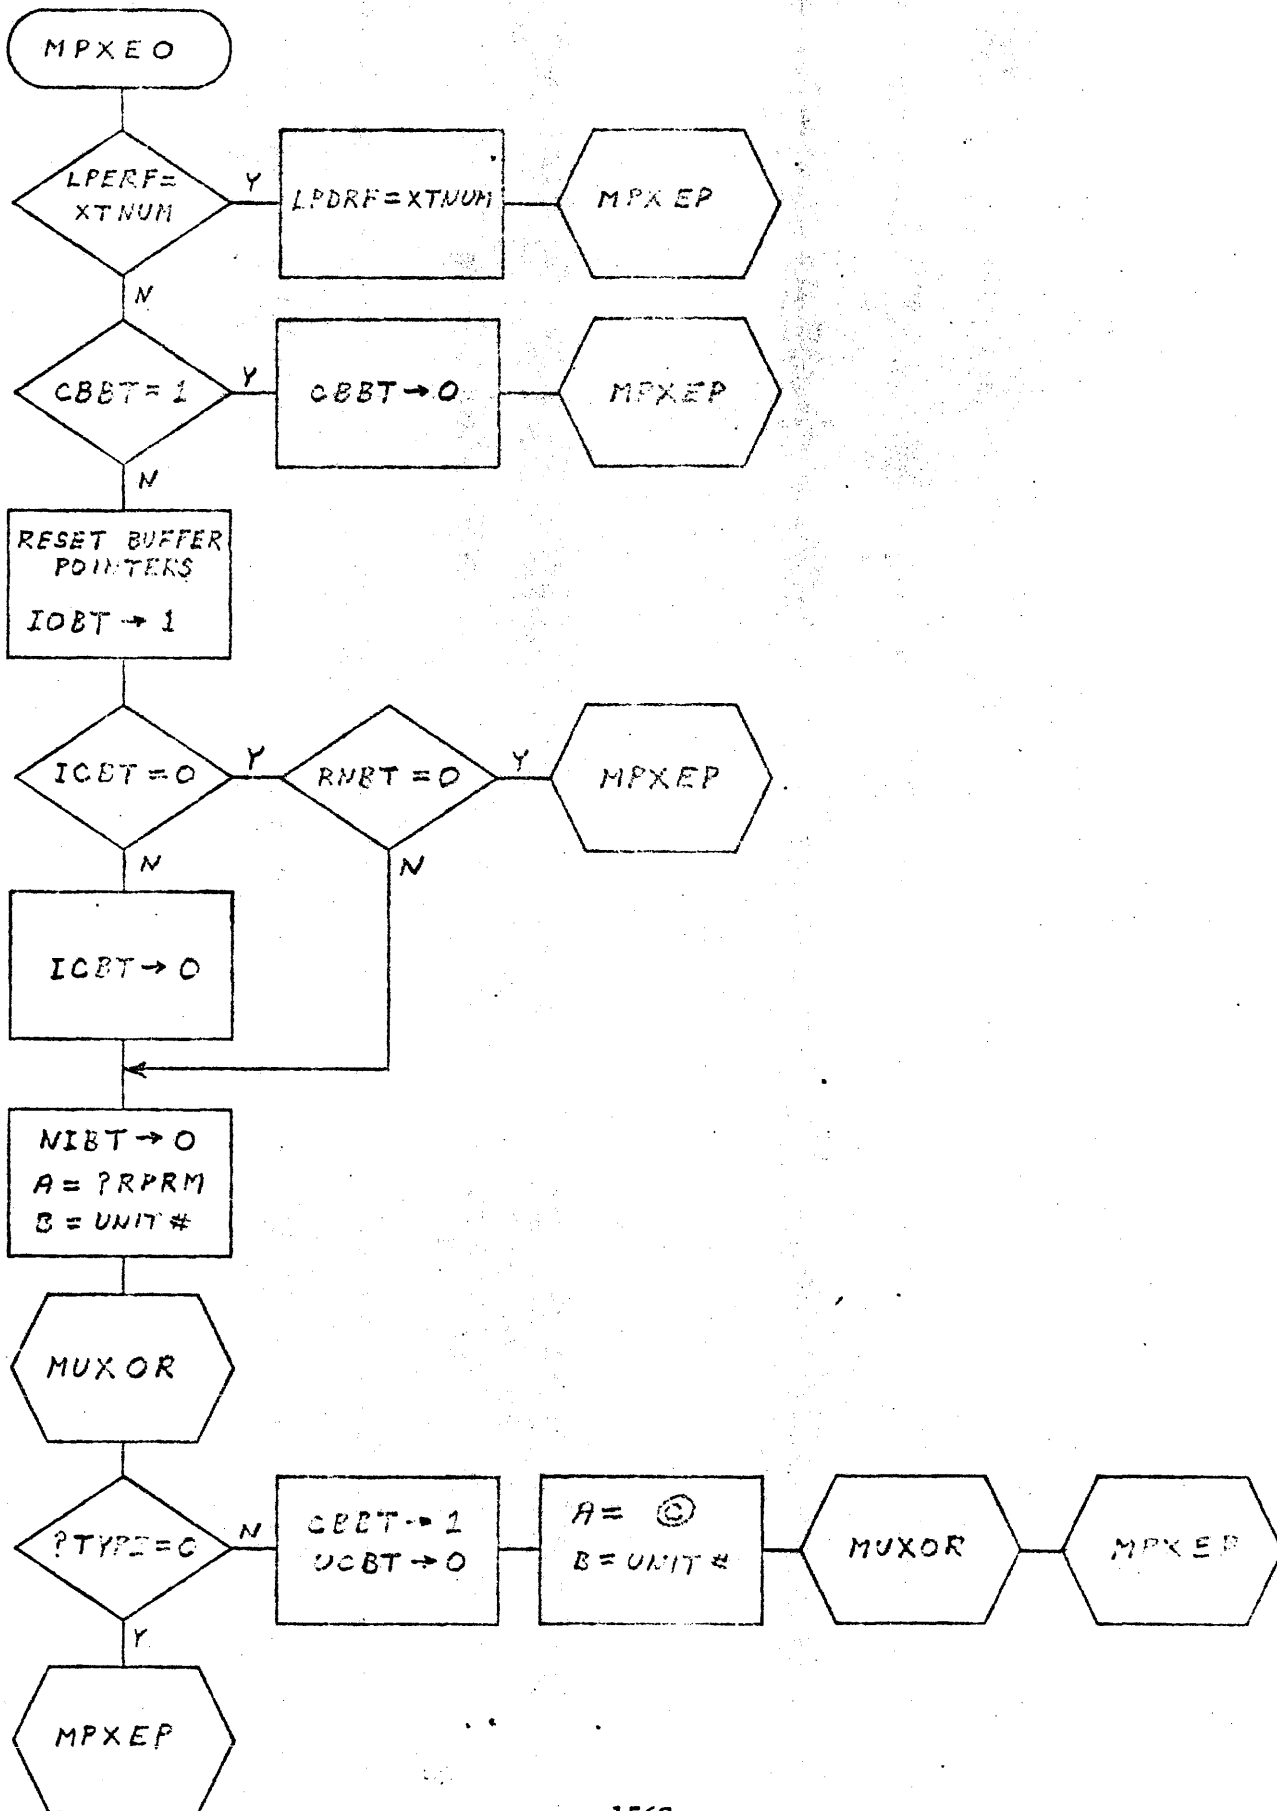 MPXEO
LPERF=
XTNUM
Y
LPDRF=XTNUM
MPXEP
N
CBBT=1
Y
CBBT→0
MPXEP
N
RESET BUFFER
POINTERS
IOBT→1
ICBT=0
Y
RNBT=0
Y
MPXEP
N
N
ICBT→0
NIBT→0
A=?RPRM
B=UNIT#
MUXOR
?TYPE=0
N
CBBT→1
UCBT→0
A= Ⓒ
B=UNIT#
MUXOR
MPXEP
Y
MPXEP